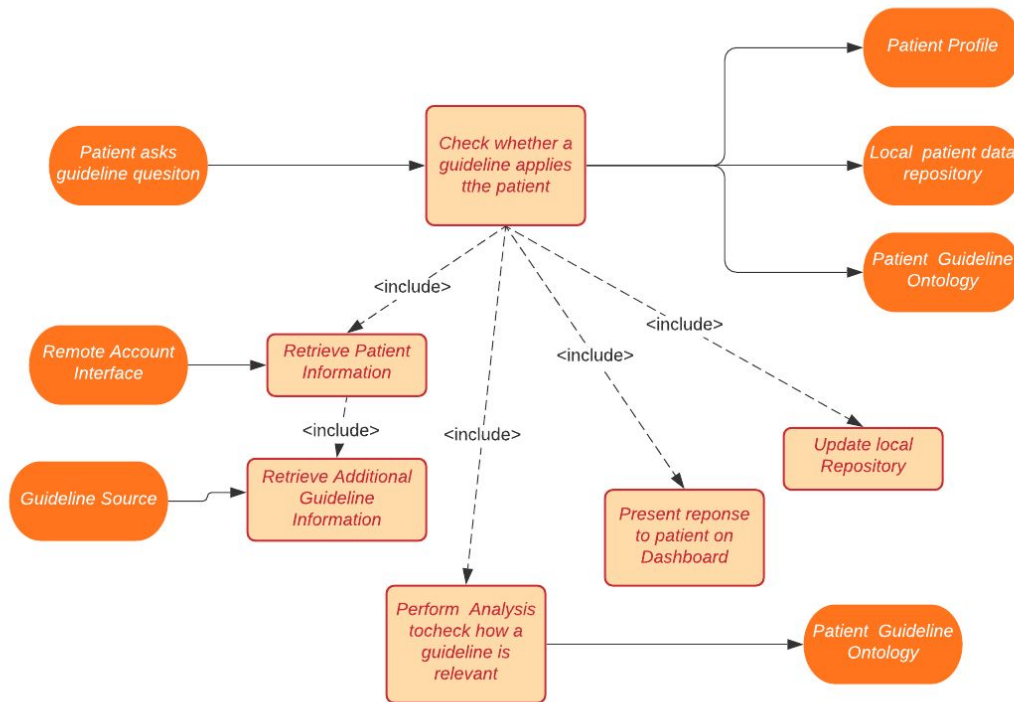 Patient Profile
Check whether a
guideline applies
tthe patient
Patient asks
guideline quesiton
Local patient data
repository
Patient Guideline
Ontology
<include>
<include>
<include>
Remote Account
Interface
Retrieve Patient
Information
<include>
<include>
Update local
Repository
Guideline Source
Retrieve Additional
Guideline
Information
Present reponse
to patient on
Dashboard
Perform Analysis
tocheck how a
guideline is
relevant
Patient Guideline
Ontology